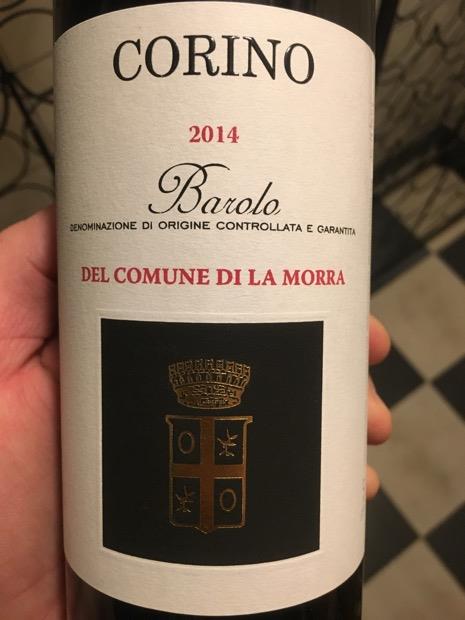 CORINO
2014
Barolo
DENOMINAZIONE DI ORIGINE CONTROLLATA E GARANTITA
DEL COMUNE DI LA MORRA